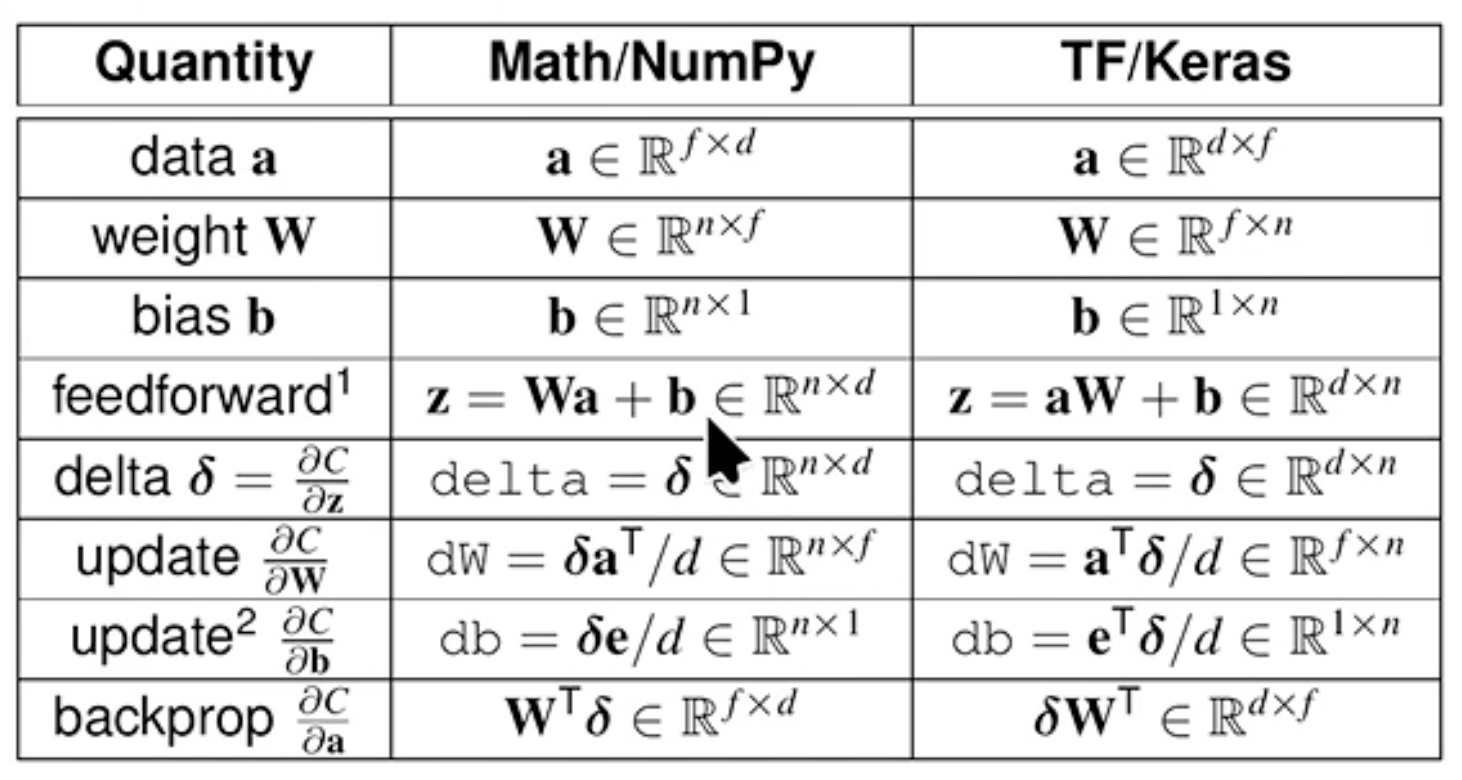 Quantity Math/NumPy TF/Keras
data a a ∈ ℝ^{f×d} a ∈ ℝ^{d×f}
weight W W ∈ ℝ^{n×f} W ∈ ℝ^{f×n}
bias b b ∈ ℝ^{n×1} b ∈ ℝ^{1×n}
feedforward¹ z = Wa + b ∈ ℝ^{n×d} z = aW + b ∈ ℝ^{d×n}
delta δ = ∂C/∂z delta = δ ∈ ℝ^{n×d} delta = δ ∈ ℝ^{d×n}
update ∂C/∂W dW = δa^T/d ∈ ℝ^{n×f} dW = a^Tδ/d ∈ ℝ^{f×n}
update² ∂C/∂b db = δe/d ∈ ℝ^{n×1} db = e^Tδ/d ∈ ℝ^{1×n}
backprop ∂C/∂a W^Tδ ∈ ℝ^{f×d} δW^T ∈ ℝ^{d×f}